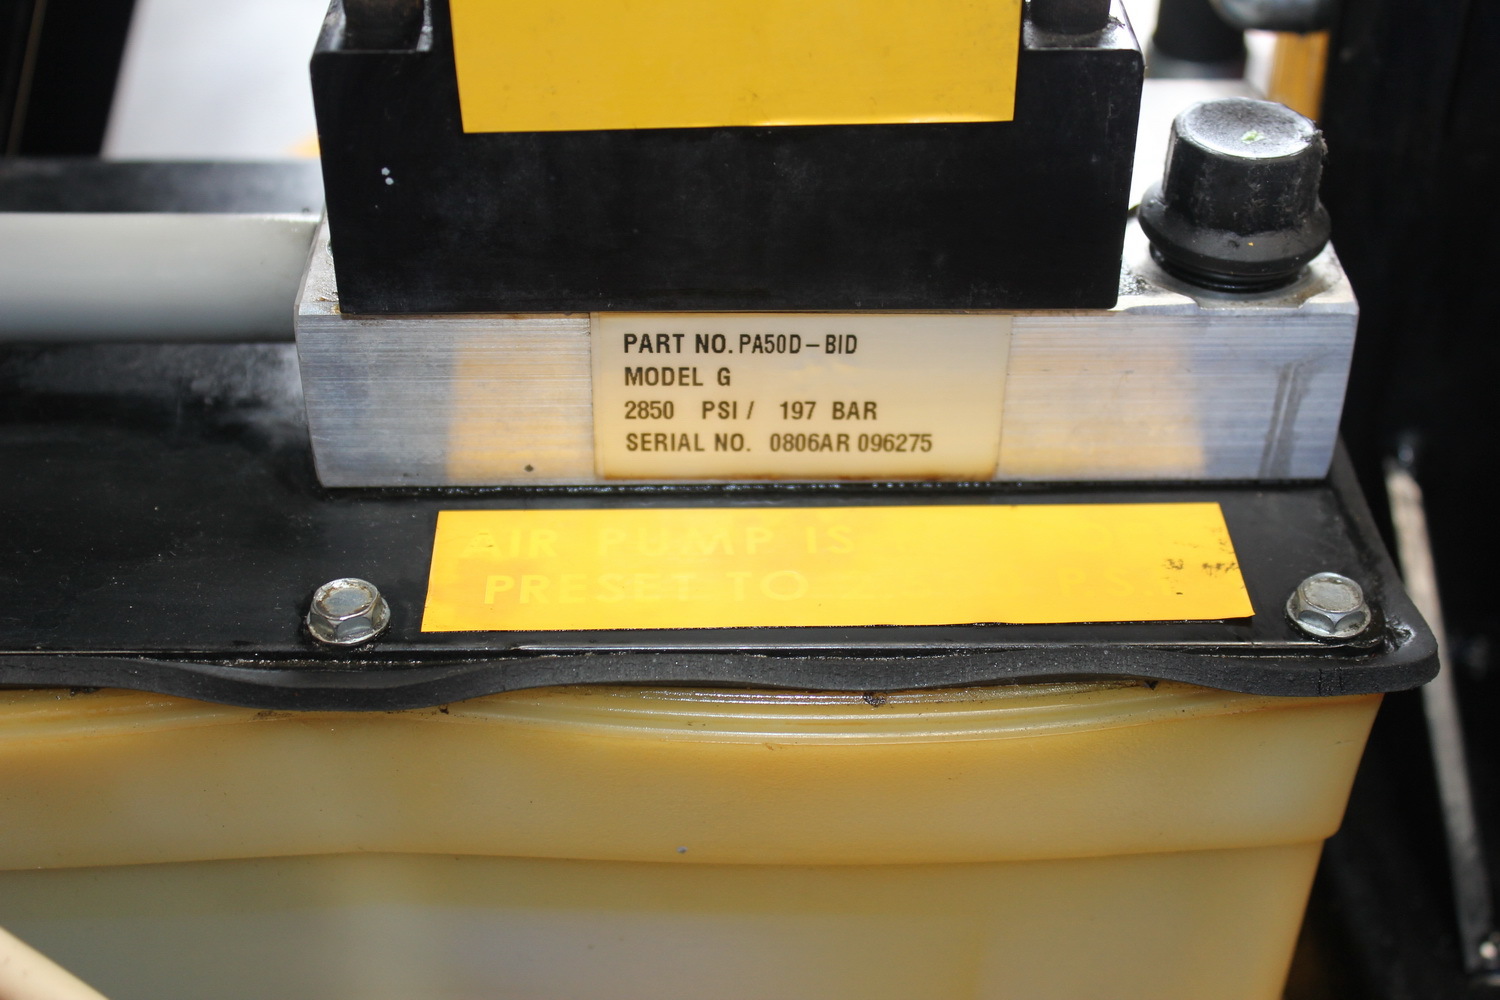 PART NO. PA50D-BID
MODEL G
2850 PSI / 197 BAR
SERIAL NO. 0806AR 096275
AIR PUMP IS
PRESET TO P.S.I